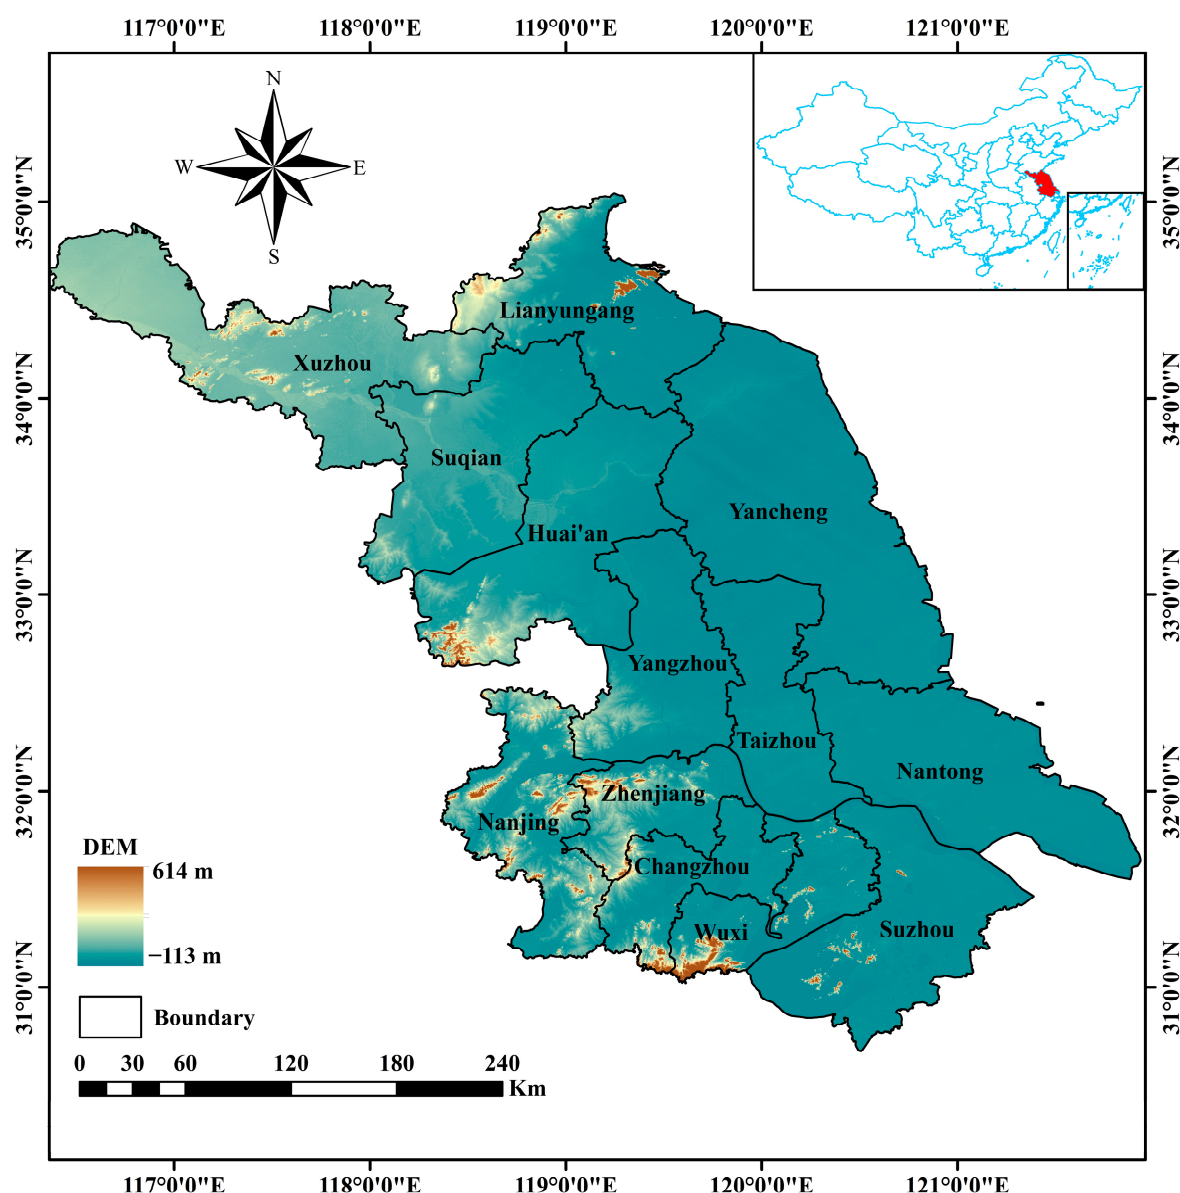 117°0'0"E 118°0'0"E 119°0'0"E 120°0'0"E 121°0'0"E
N
W E
S
35°0'0"N 35°0'0"N
34°0'0"N 34°0'0"N
33°0'0"N 33°0'0"N
32°0'0"N 32°0'0"N
31°0'0"N 31°0'0"N
Lianyungang
Xuzhou
Suqian
Yancheng
Huai'an
Yangzhou
Taizhou
Nantong
Zhenjiang
Nanjing
Changzhou
Wuxi
Suzhou
DEM
614 m
−113 m
Boundary
0 30 60 120 180 240
Km
117°0'0"E 118°0'0"E 119°0'0"E 120°0'0"E 121°0'0"E